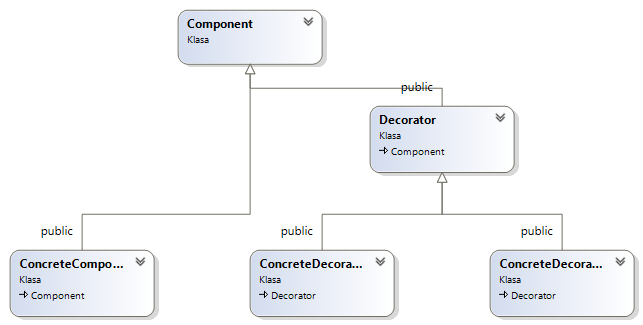 Component
Klasa
public
Decorator
Klasa
Component
public
public
public
ConcreteCompo...
Klasa
Component
ConcreteDecora...
Klasa
Decorator
ConcreteDecora...
Klasa
Decorator